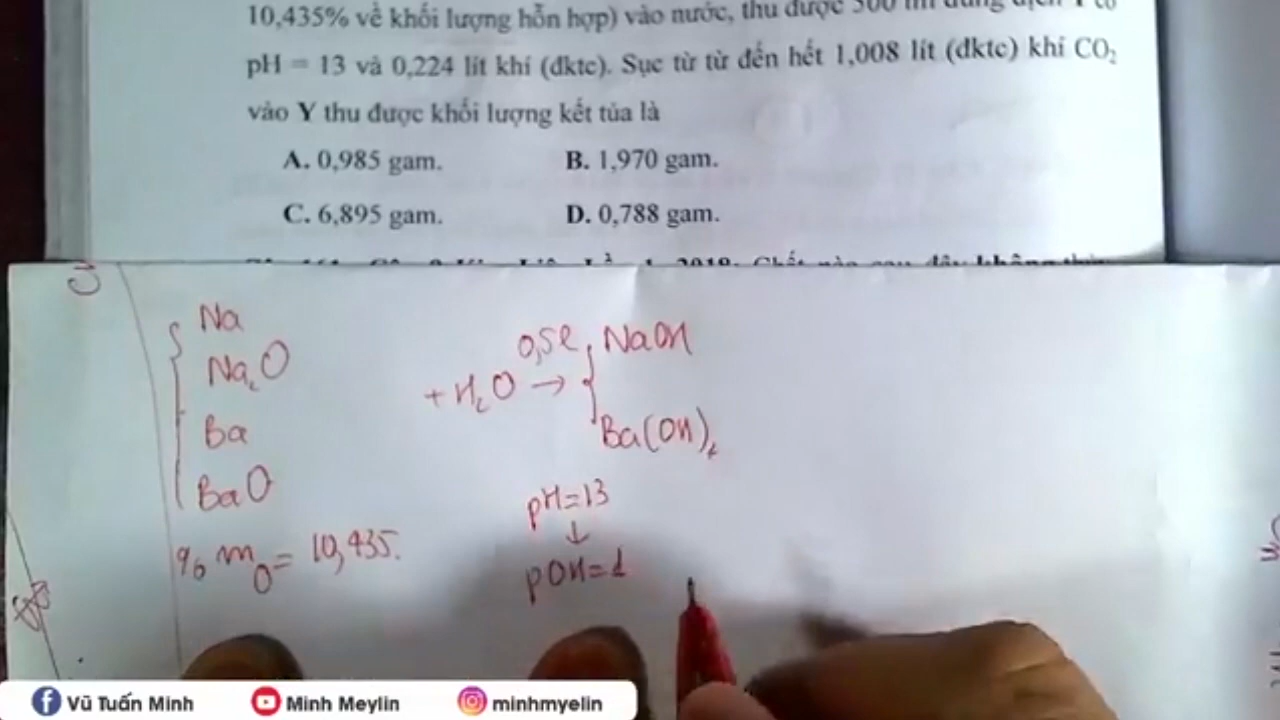 10,435% về khối lượng hỗn hợp) vào nước, thu được 500 ml dung dịch Y có
pH = 13 và 0,224 lít khí (đktc). Sục từ từ đến hết 1,008 lít (đktc) khí CO₂
vào Y thu được khối lượng kết tủa là
A. 0,985 gam. B. 1,970 gam.
C. 6,895 gam. D. 0,788 gam.
Na
Na₂O
Ba
BaO
+ H₂O →
0,5l
NaOH
Ba(OH)₂
% mO = 10,435.
pH=13
↓
pOH=1
Vũ Tuấn Minh Minh Meylin minhmyelin